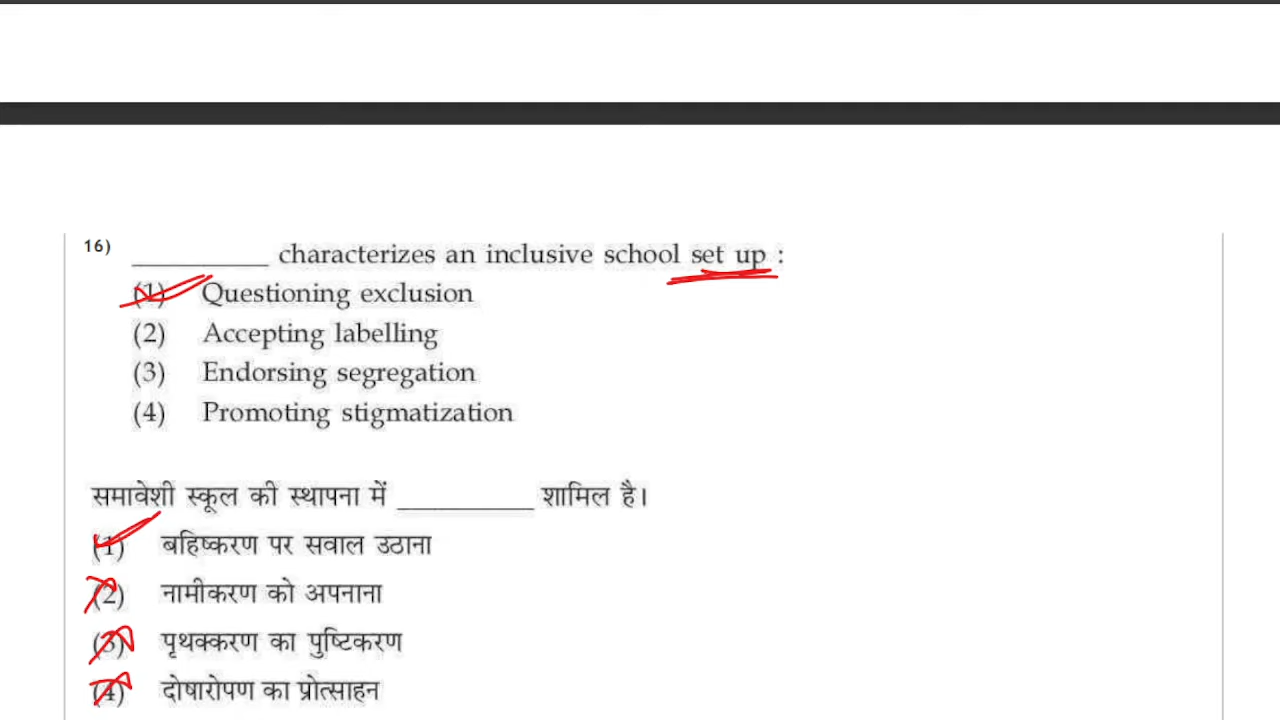 16) __________ characterizes an inclusive school set up :
(1) Questioning exclusion
(2) Accepting labelling
(3) Endorsing segregation
(4) Promoting stigmatization
समावेशी स्कूल की स्थापना में __________ शामिल है।
(1) बहिष्करण पर सवाल उठाना
(2) नामीकरण को अपनाना
(3) पृथक्करण का पुष्टिकरण
(4) दोषारोपण का प्रोत्साहन